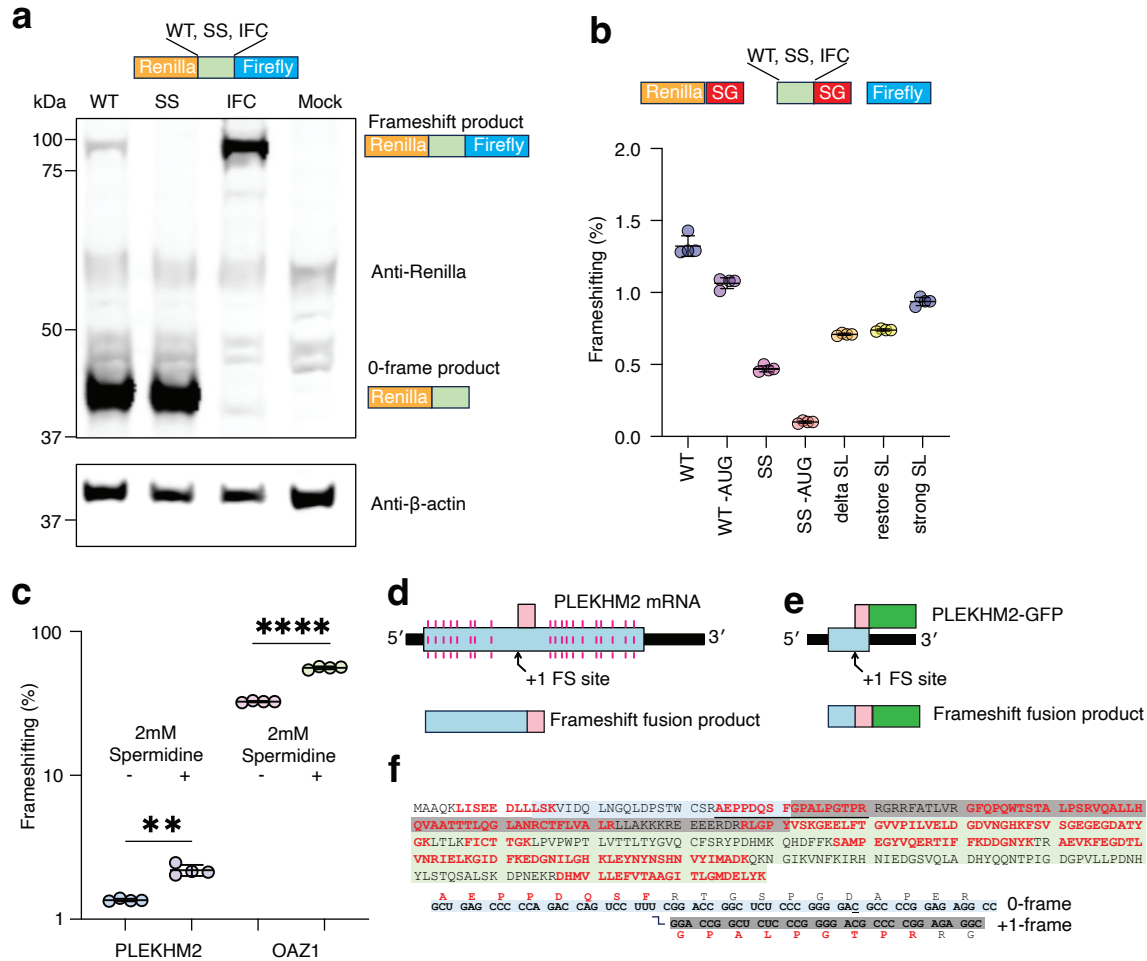 a
WT, SS, IFC
Renilla Firefly
kDa WT SS IFC Mock
Frameshift product
Renilla Firefly
100
75
Anti-Renilla
50
0-frame product
Renilla
37
Anti-β-actin
37
b
WT, SS, IFC
Renilla SG SG Firefly
Frameshifting (%)
2.0
1.5
1.0
0.5
0.0
WT
WT -AUG
SS
SS -AUG
delta SL
restore SL
strong SL
c
Frameshifting (%)
100
10
1
****
2mM
Spermidine
- +
2mM
Spermidine
- +
**
PLEKHM2 OAZ1
d
PLEKHM2 mRNA
5′ 3′
+1 FS site
Frameshift fusion product
e
PLEKHM2-GFP
5′ 3′
+1 FS site
Frameshift fusion product
f
MAAQKLISEE DLLLSKVIDQ LNGQLDPSTW CSRAEPPDQS FGPALPGTPR RGRRFATLVR GFQPQWTSTA LPSRVQALLH
QVAATTTLQG LANRCTFLVA LRLLAKKKRE EEERDRRLGP YVSKGEELFT GVVPILVELD GDVNGHKFSV SGEGEGDATY
GKLTLKFICT TGKLPVPWPT LVTTLTYGVQ CFSRYPDHMK QHDFFKSAMP EGYVQERTIF FKDDGNYKTR AEVKFEGDTL
VNRIELKGID FKEDGNILGH KLEYNYNSHN VYIMADKQKN GIKVNFKIRH NIEDGSVQLA DHYQQNTPIG DGPVLLPDNH
YLSTQSALSK DPNEKRDHMV LLEFVTAAGI TLGMDELYK
A E P P D Q S F R T G S P G D A P E R
GCU GAG CCC CCA GAC CAG UCC UUU CGG ACC GGC UCU CCC GGG GAC GCC CCG GAG AGG CC 0-frame
GGA CCG GCU CUC CCG GGG ACG CCC CGG AGA GGC +1-frame
G P A L P G T P R R G